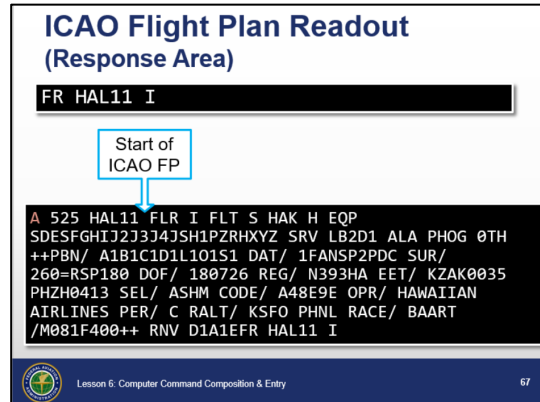 ICAO Flight Plan Readout
(Response Area)
FR HAL11 I
Start of
ICAO FP
A 525 HAL11 FLR I FLT S HAK H EQP
SDESFGHIJ2J3J4JSH1PZRHXYZ SRV LB2D1 ALA PHOG 0TH
++PBN/ A1B1C1D1L1O1S1 DAT/ 1FANSP2PDC SUR/
260=RSP180 DOF/ 180726 REG/ N393HA EET/ KZAK0035
PHZH0413 SEL/ ASHM CODE/ A48E9E OPR/ HAWAIIAN
AIRLINES PER/ C RALT/ KSFO PHNL RACE/ BAART
/M081F400++ RNV D1A1EFR HAL11 I
Lesson 6: Computer Command Composition & Entry
67